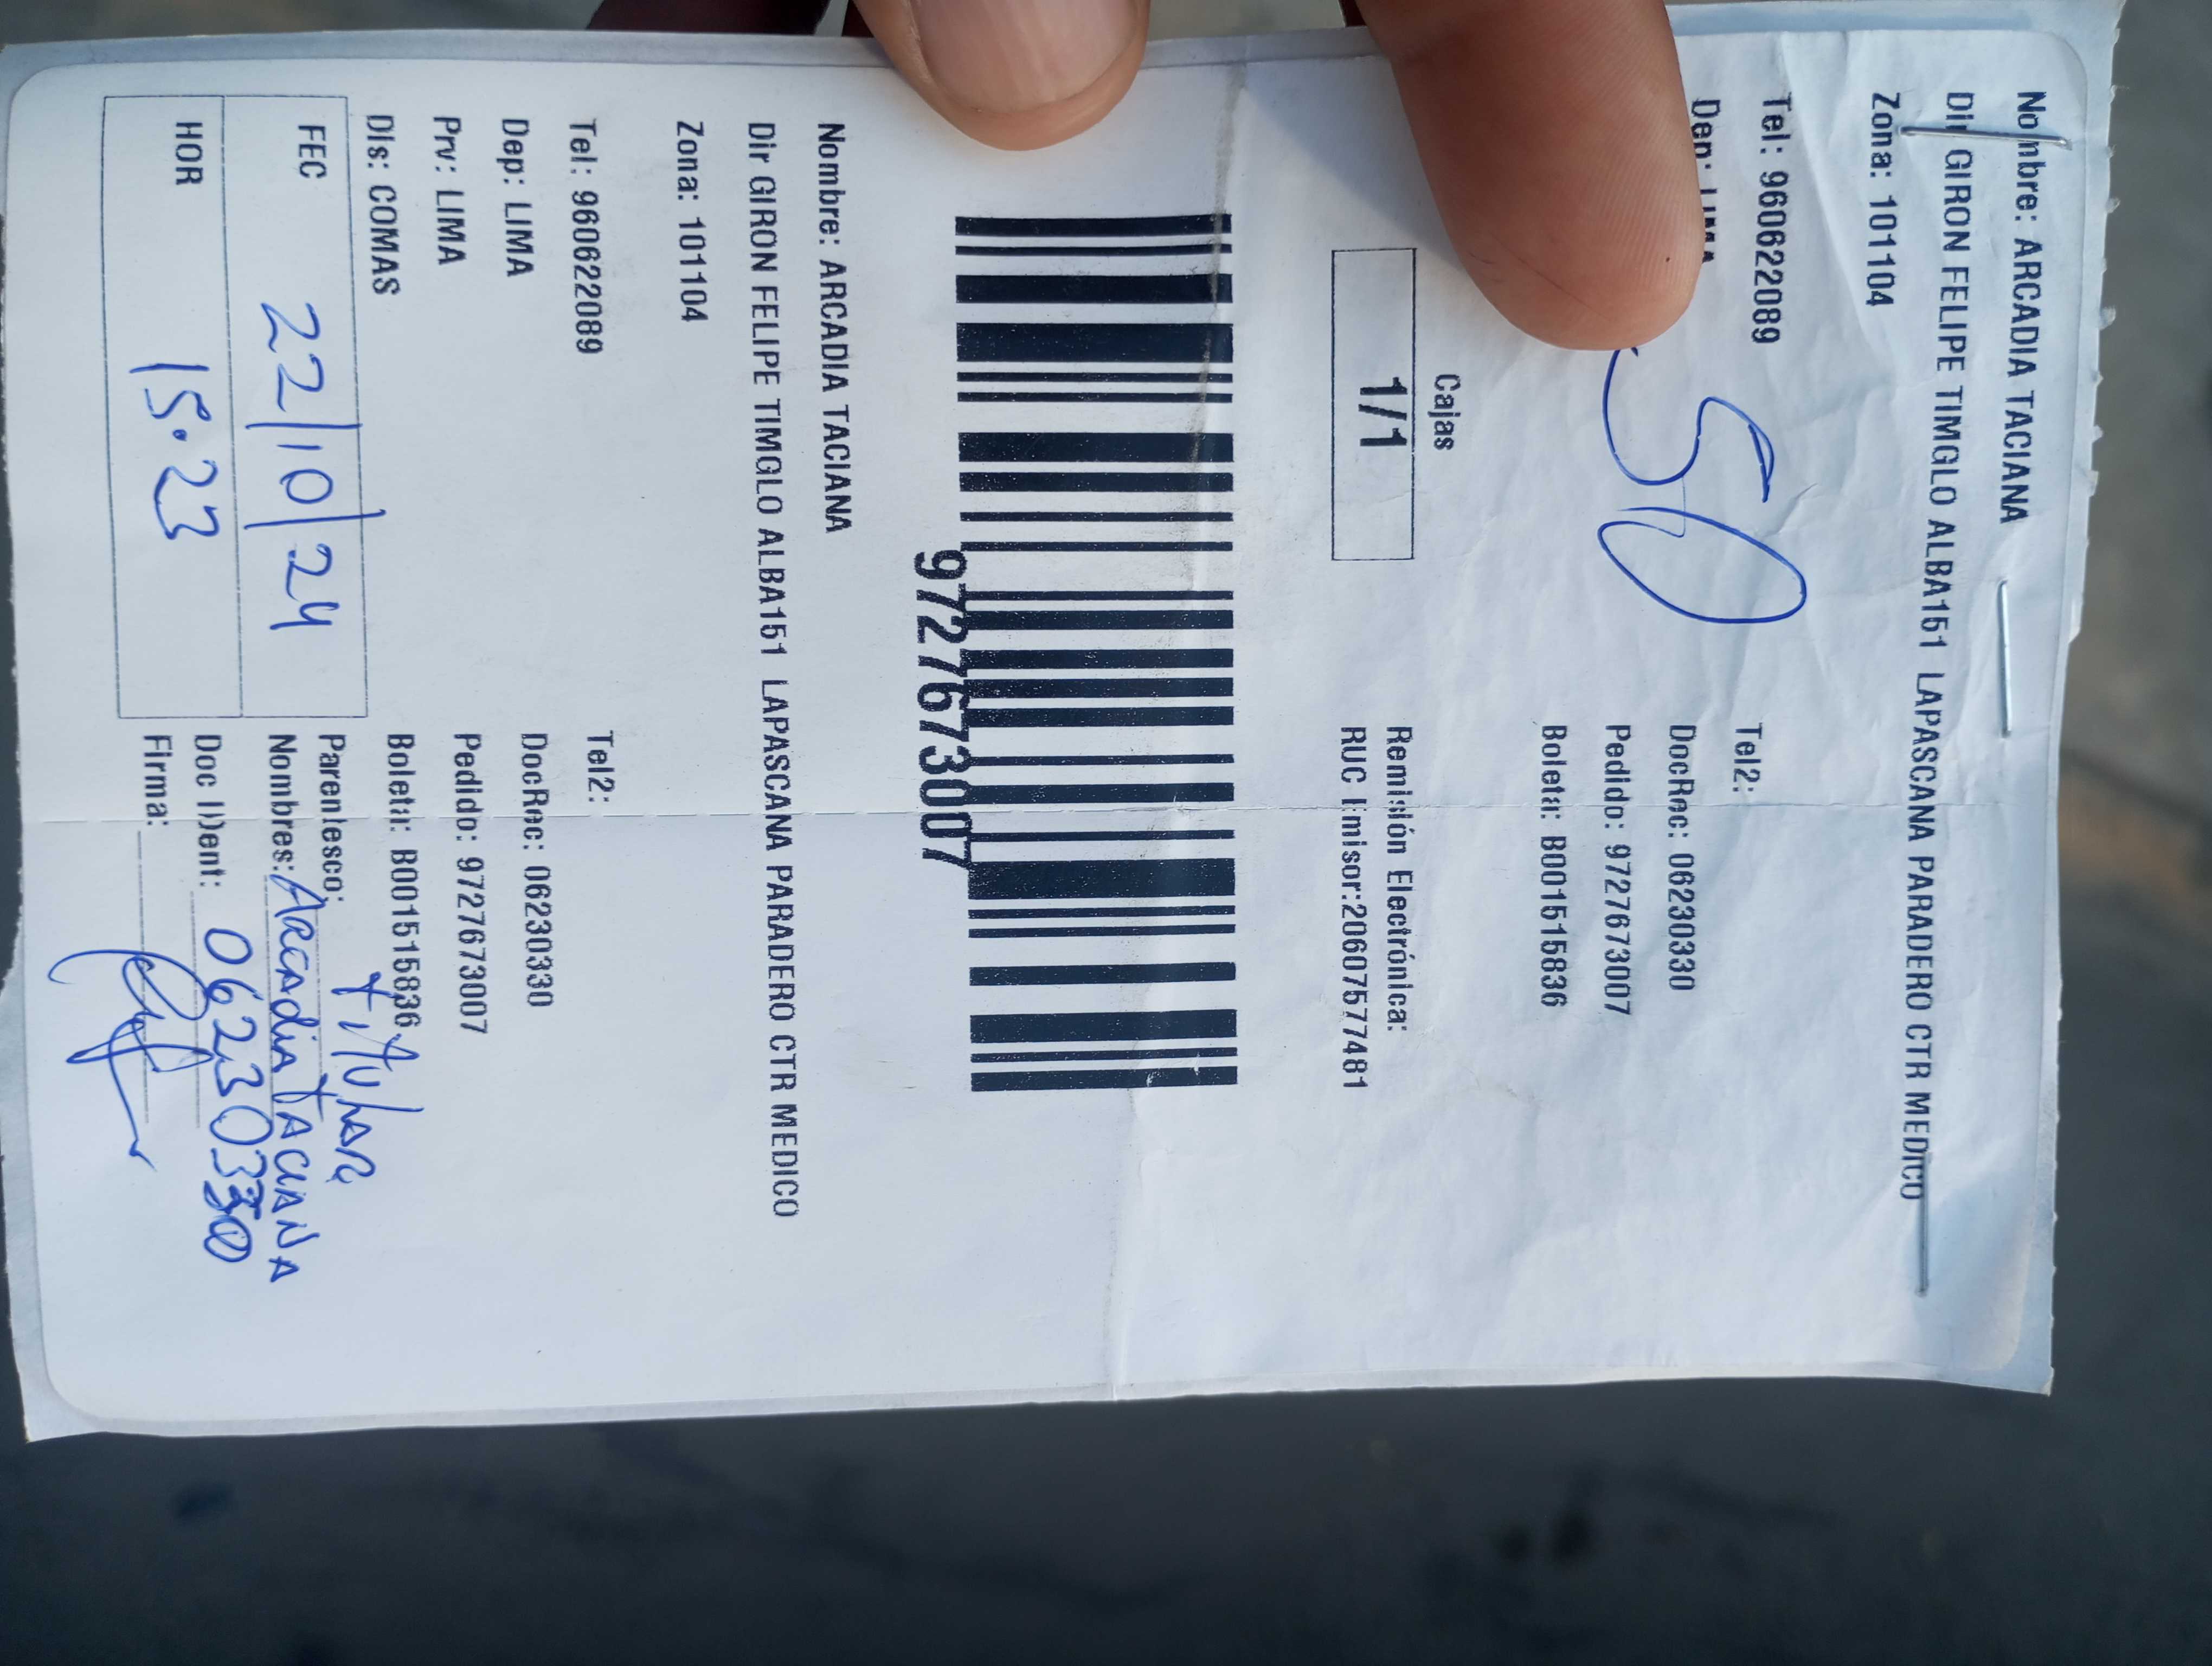 Nombre: ARCADIA TACIANA
Dir GIRON FELIPE TIMGLO ALBA151 LAPASCANA PARADERO CTR MEDICO
Zona: 101104
Tel: 960622089 Tel2:
Dep: LIMA DocRec: 06230330
Pedido: 9727673007
Boleta: B001515836
50
Cajas
1/1
Remisión Electrónica:
RUC Emisor:20607577481
9727673007
Nombre: ARCADIA TACIANA
Dir GIRON FELIPE TIMGLO ALBA151 LAPASCANA PARADERO CTR MEDICO
Zona: 101104
Tel: 960622089 Tel2:
Dep: LIMA DocRec: 06230330
Prv: LIMA Pedido: 9727673007
Dis: COMAS Boleta: B001515836
FEC 22/10/24 Parentesco: Titular
Nombres: Arcadia Taciana
HOR 15:23 Doc IDent: 06230330
Firma: